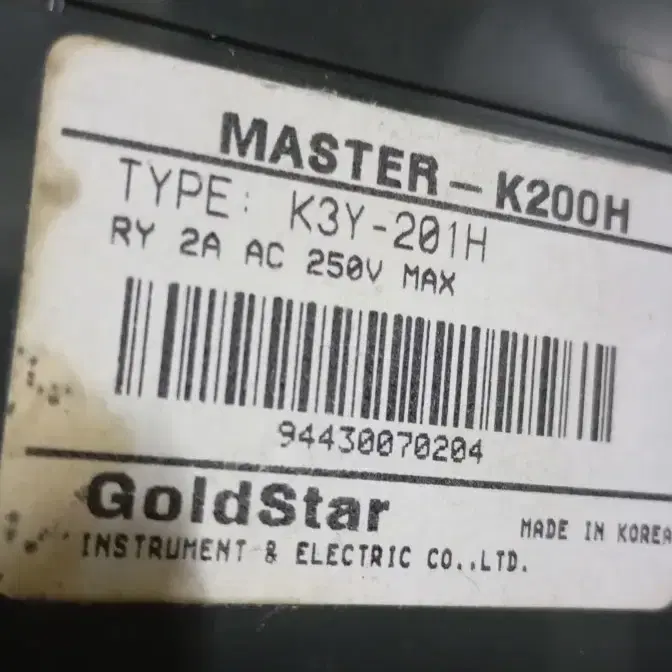 MASTER-K200H
TYPE: K3Y-201H
RY 2A AC 250V MAX
94430070204
GoldStar
MADE IN KOREA
INSTRUMENT & ELECTRIC CO.,LTD.